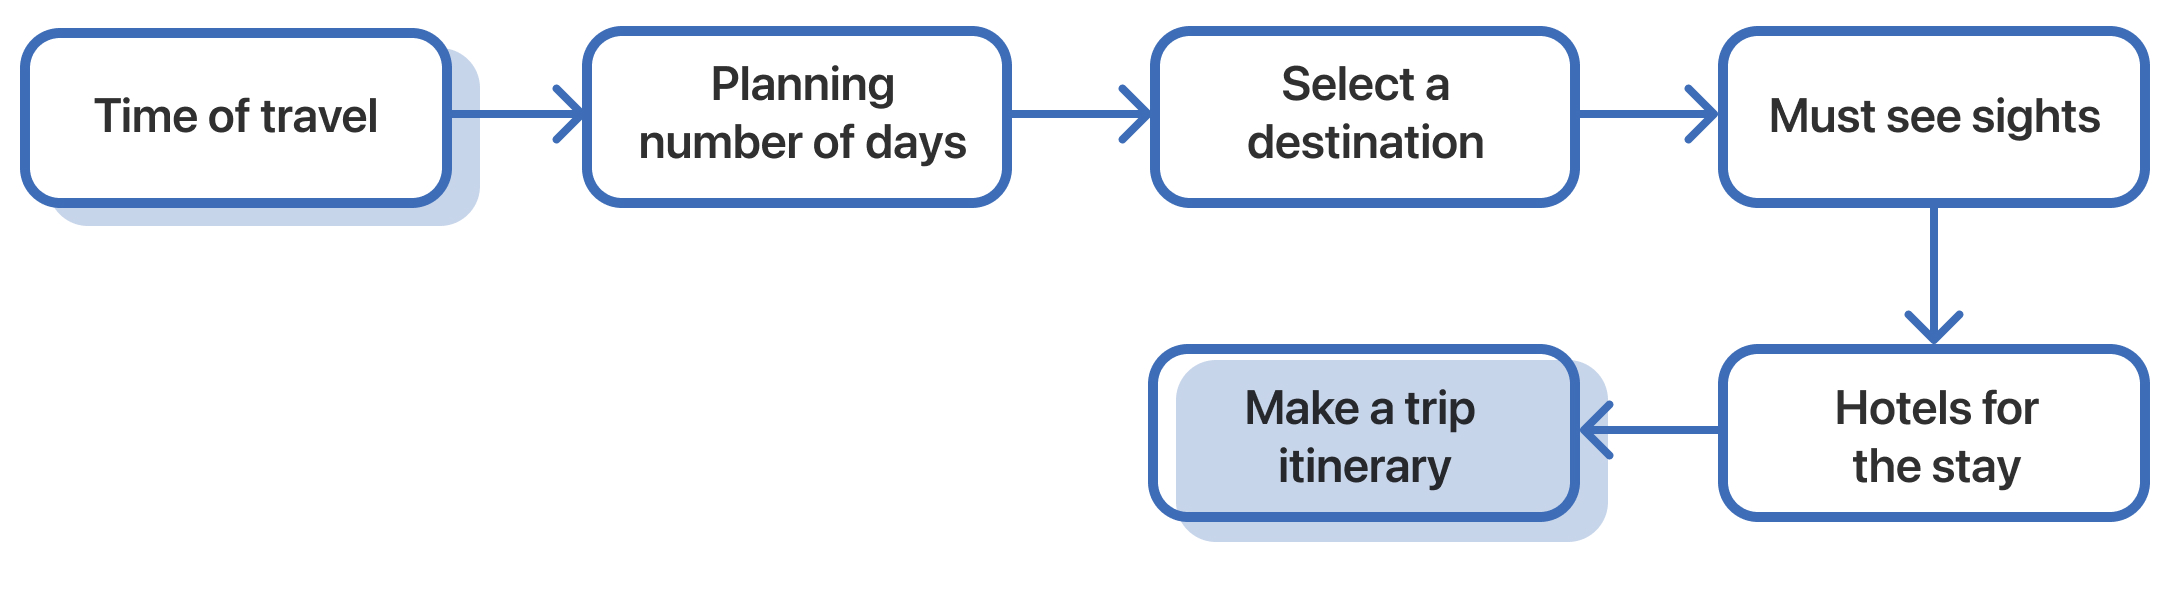 Time of travel
Planning
number of days
Select a
destination
Must see sights
Hotels for
the stay
Make a trip
itinerary